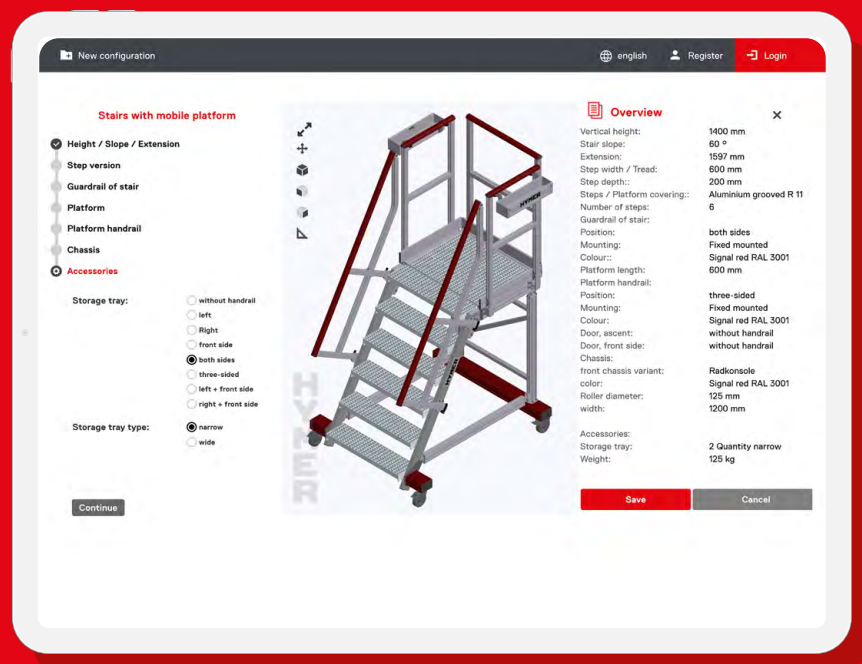 New configuration
english
Register
Login
Stairs with mobile platform
Height / Slope / Extension
Step version
Guardrail of stair
Platform
Platform handrail
Chassis
Accessories
Storage tray:
without handrail
left
Right
front side
both sides
three-sided
left + front side
right + front side
Storage tray type:
narrow
wide
Continue
HYMER
HYMER
HYMER
Overview
Vertical height: 1400 mm
Stair slope: 60 °
Extension: 1597 mm
Step width / Tread: 600 mm
Step depth:: 200 mm
Steps / Platform covering:: Aluminium grooved R 11
Number of steps: 6
Guardrail of stair:
Position: both sides
Mounting: Fixed mounted
Colour:: Signal red RAL 3001
Platform length: 600 mm
Platform handrail:
Position: three-sided
Mounting: Fixed mounted
Colour: Signal red RAL 3001
Door, ascent: without handrail
Door, front side: without handrail
Chassis:
front chassis variant: Radkonsole
color: Signal red RAL 3001
Roller diameter: 125 mm
width: 1200 mm
Accessories:
Storage tray: 2 Quantity narrow
Weight: 125 kg
Save
Cancel